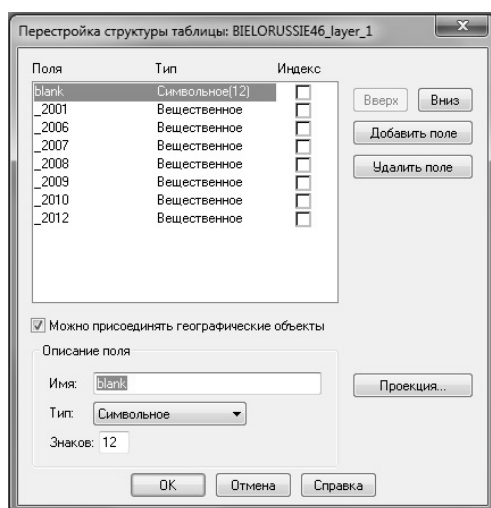 Перестройка структуры таблицы: BIELORUSSIE46_layer_1
Поля Тип Индекс
blank Символьное(12)
_2001 Вещественное
_2006 Вещественное
_2007 Вещественное
_2008 Вещественное
_2009 Вещественное
_2010 Вещественное
_2012 Вещественное
Вверх Вниз
Добавить поле
Удалить поле
Можно присоединять географические объекты
Описание поля
Имя: blank
Тип: Символьное
Знаков: 12
Проекция...
OK Отмена Справка